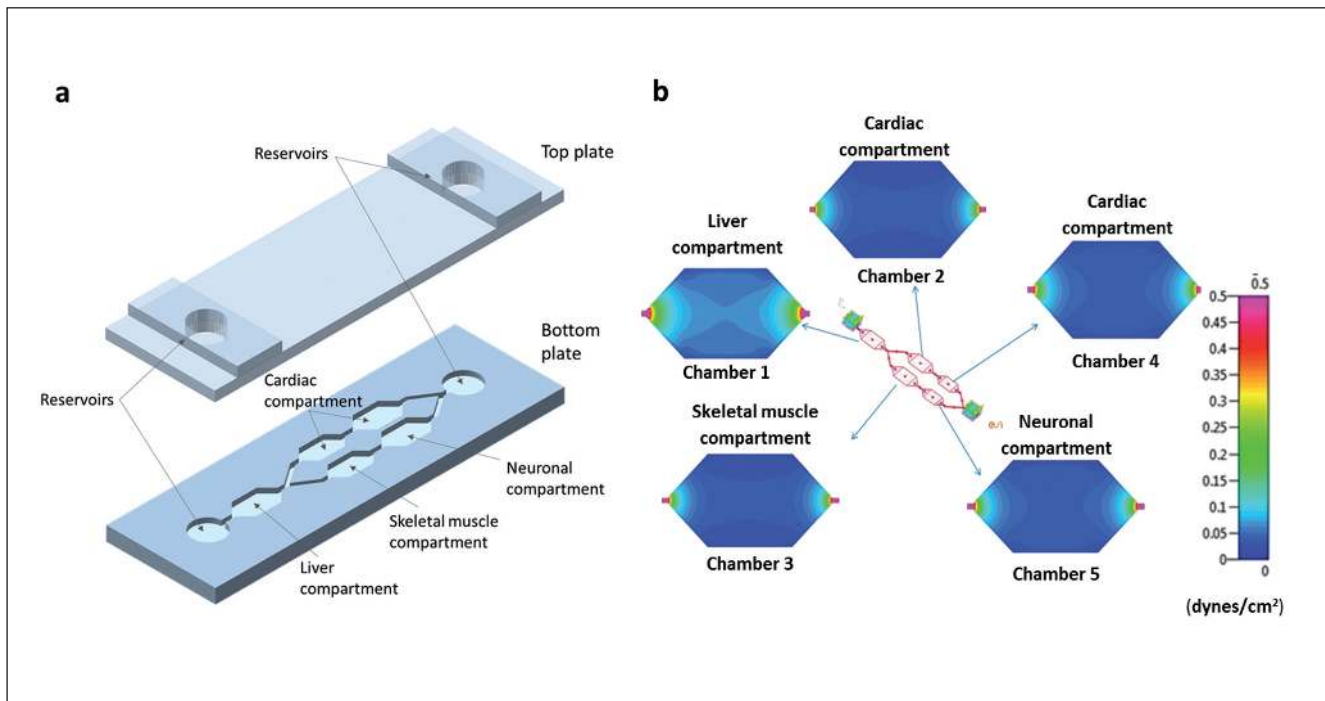 a
Reservoirs
Top plate
Bottom
plate
Reservoirs
Cardiac
compartment
Neuronal
compartment
Skeletal muscle
compartment
Liver
compartment
b
Cardiac
compartment
Chamber 2
Liver
compartment
Chamber 1
Cardiac
compartment
Chamber 4
Skeletal muscle
compartment
Chamber 3
Neuronal
compartment
Chamber 5
0.5
0.5
0.45
0.4
0.35
0.3
0.25
0.2
0.15
0.1
0.05
0
0
(dynes/cm²)